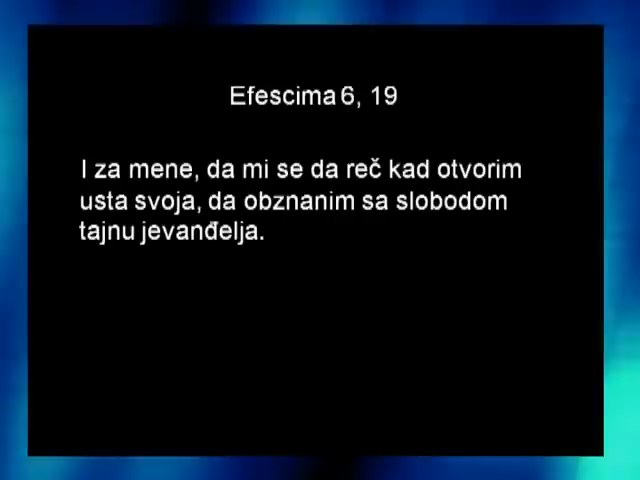 Efescima 6, 19
I za mene, da mi se da reč kad otvorim
usta svoja, da obznanim sa slobodom
tajnu jevanđelja.